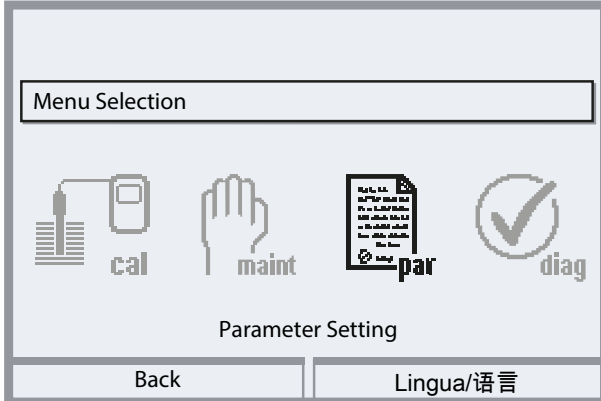 Menu Selection
cal maint par diag
Parameter Setting
Back Lingua/语言